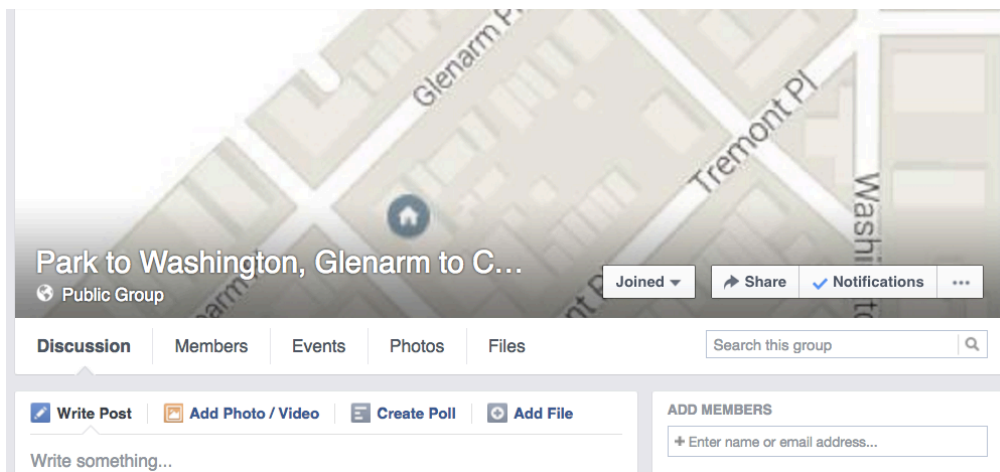 Glenarm Pl
Tremont Pl
Washington
Park to Washington, Glenarm to C...
Public Group
Joined
Share
Notifications
Discussion
Members
Events
Photos
Files
Search this group
Write Post
Add Photo / Video
Create Poll
Add File
ADD MEMBERS
Enter name or email address...
Write something...